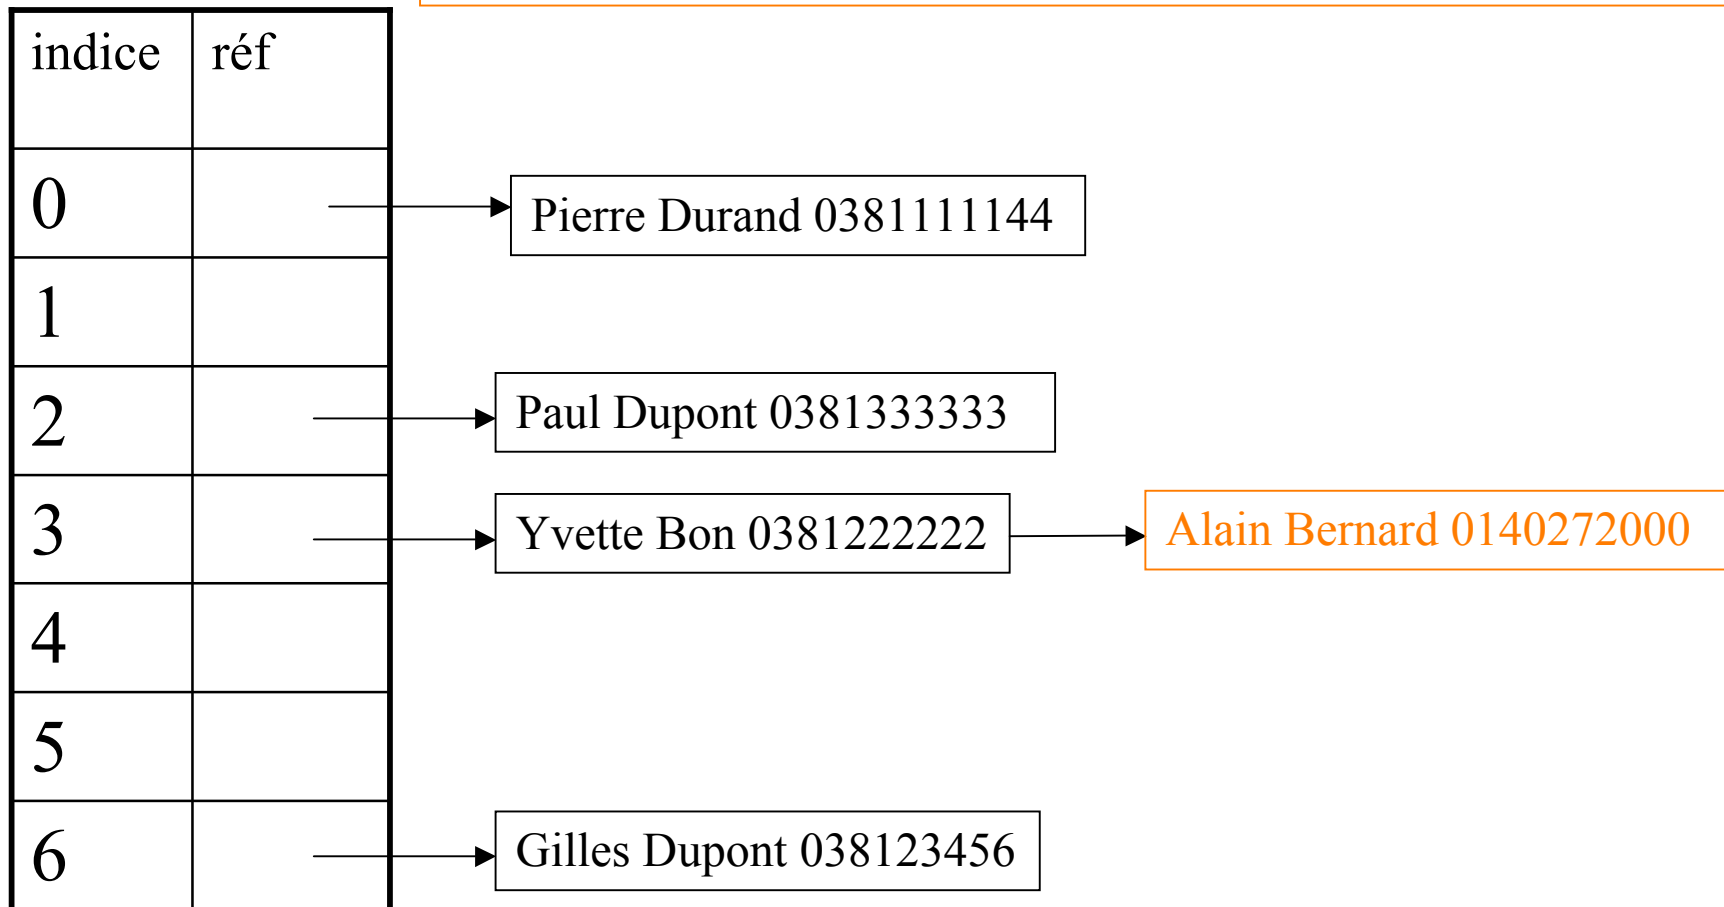 indice réf
0 Pierre Durand 0381111144
1
2 Paul Dupont 0381333333
3 Yvette Bon 0381222222 Alain Bernard 0140272000
4
5
6 Gilles Dupont 038123456